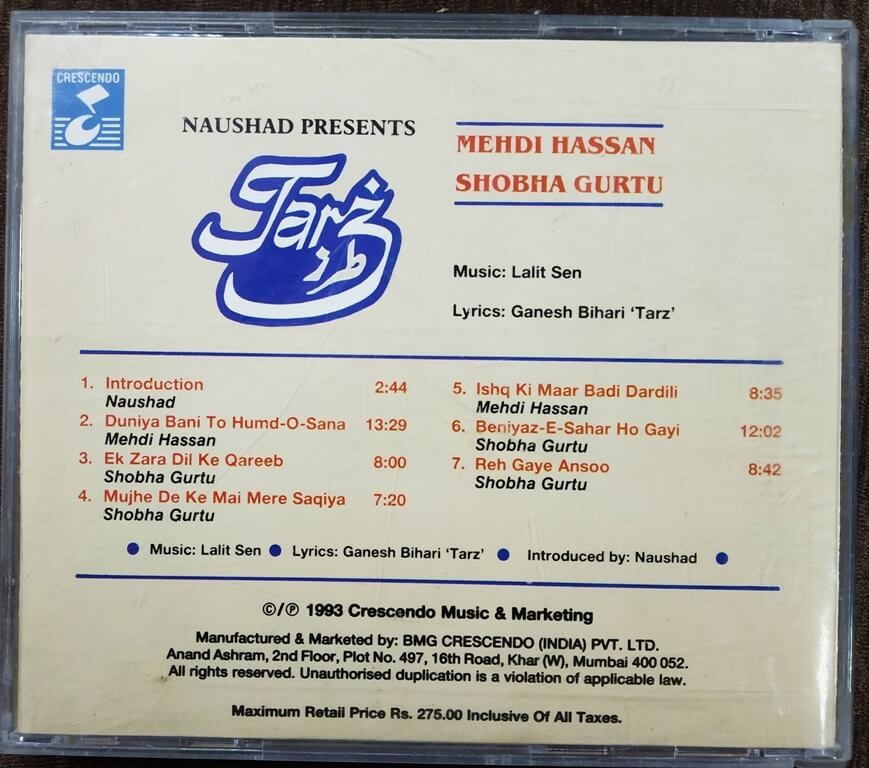 CRESCENDO
NAUSHAD PRESENTS
Tarz
طرز
MEHDI HASSAN
SHOBHA GURTU
Music: Lalit Sen
Lyrics: Ganesh Bihari ‘Tarz’
1. Introduction 2:44
Naushad
2. Duniya Bani To Humd-O-Sana 13:29
Mehdi Hassan
3. Ek Zara Dil Ke Qareeb 8:00
Shobha Gurtu
4. Mujhe De Ke Mai Mere Saqiya 7:20
Shobha Gurtu
5. Ishq Ki Maar Badi Dardili 8:35
Mehdi Hassan
6. Beniyaz-E-Sahar Ho Gayi 12:02
Shobha Gurtu
7. Reh Gaye Ansoo 8:42
Shobha Gurtu
● Music: Lalit Sen ● Lyrics: Ganesh Bihari ‘Tarz’ ● Introduced by: Naushad ●
©/℗ 1993 Crescendo Music & Marketing
Manufactured & Marketed by: BMG CRESCENDO (INDIA) PVT. LTD.
Anand Ashram, 2nd Floor, Plot No. 497, 16th Road, Khar (W), Mumbai 400 052.
All rights reserved. Unauthorised duplication is a violation of applicable law.
Maximum Retail Price Rs. 275.00 Inclusive Of All Taxes.